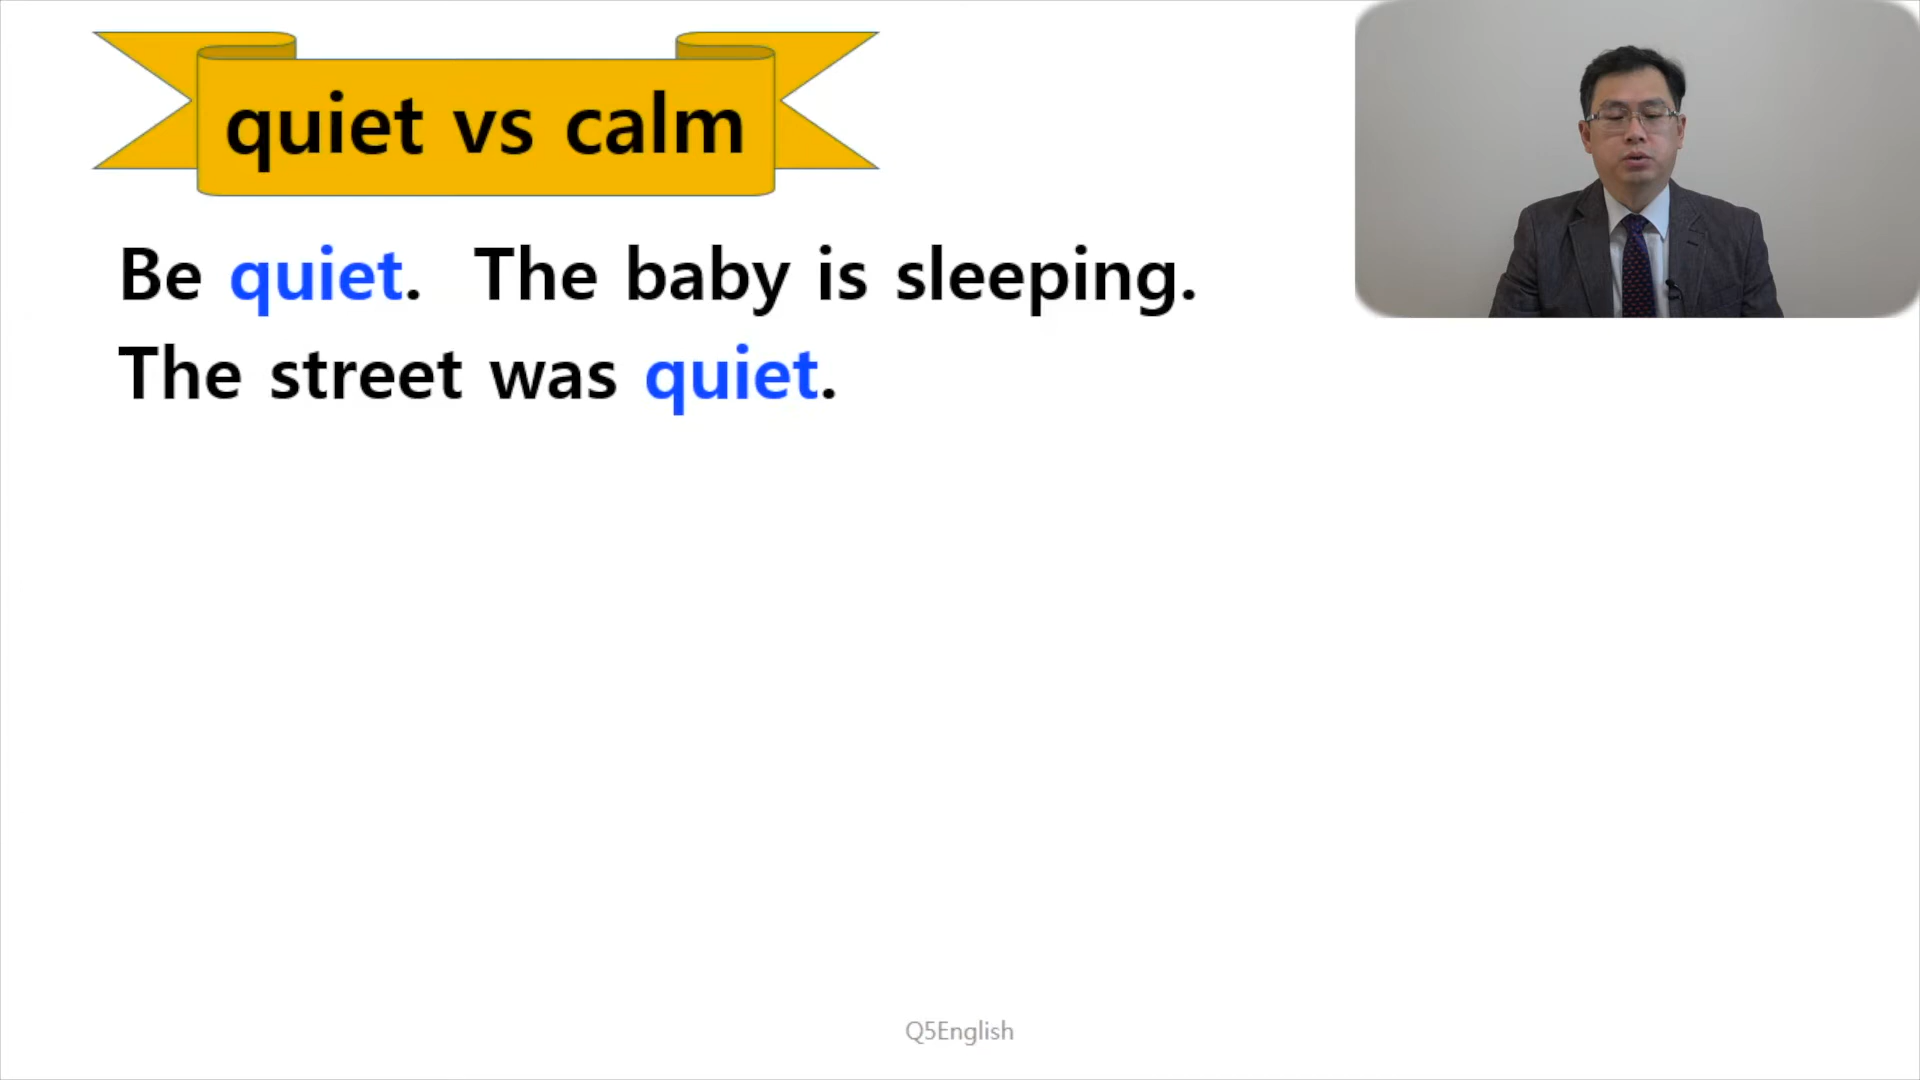 quiet vs calm
Be quiet. The baby is sleeping.
The street was quiet.
Q5English